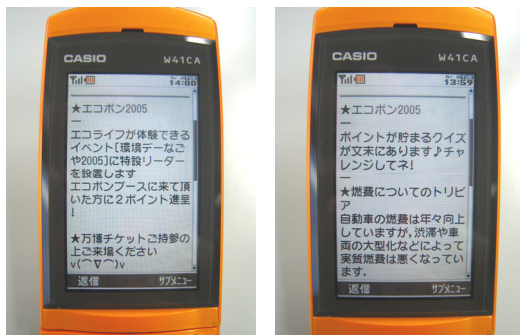 CASIO W41CA
14:00
★エコポン2005
エコライフが体験できる
イベント[環境デーなご
や2005]に特設リーダー
を設置します
エコポンブースに来て頂
いた方に2ポイント進呈
!
★万博チケットご持参の
上ご来場ください
v(⌒∇⌒)v
返信 サブメニュー
CASIO W41CA
13:59
★エコポン2005
ポイントが貯まるクイズ
が文末にあります♪チャ
レンジしてネ!
★燃費についてのトリビ
ア
自動車の燃費は年々向上
していますが,渋滞や車
両の大型化などによって
実質燃費は悪くなってい
ます.
返信 サブメニュー